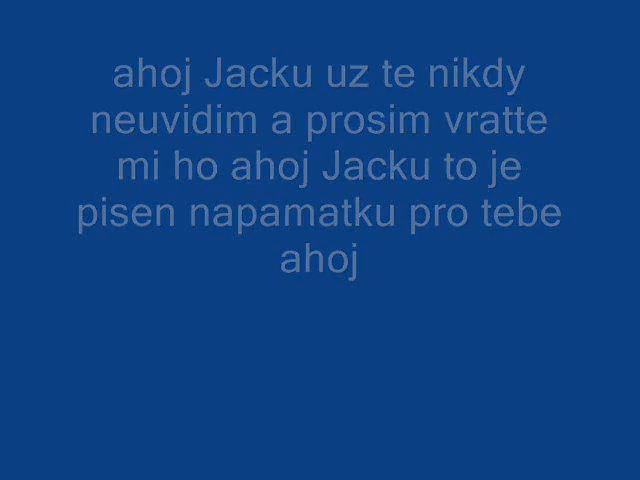 ahoj Jacku uz te nikdy
neuvidim a prosim vratte
mi ho ahoj Jacku to je
pisen napamatku pro tebe
ahoj